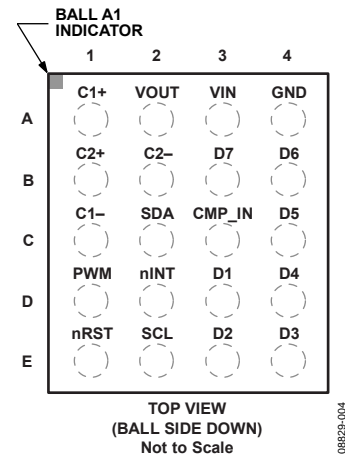 BALL A1
INDICATOR
1 2 3 4
C1+ VOUT VIN GND
A
C2+ C2– D7 D6
B
C1– SDA CMP_IN D5
C
PWM nINT D1 D4
D
nRST SCL D2 D3
E
TOP VIEW
(BALL SIDE DOWN)
Not to Scale
08829-004